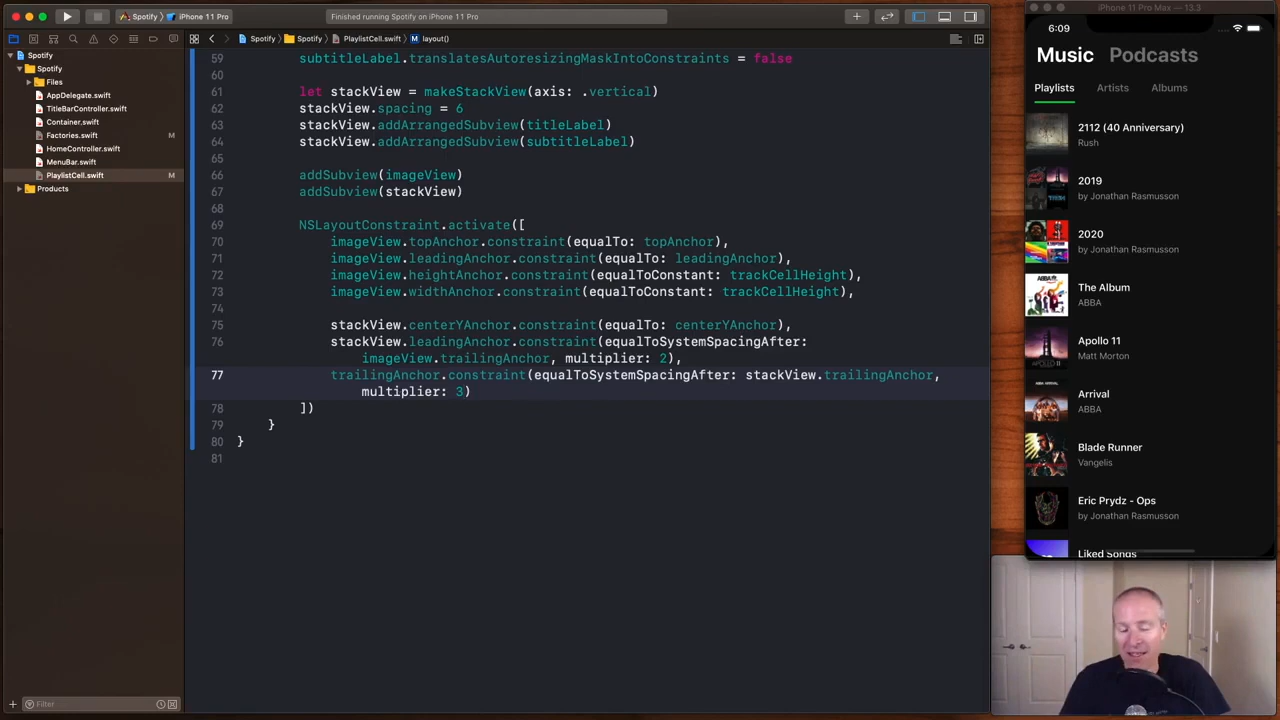 Spotify
iPhone 11 Pro
Finished running Spotify on iPhone 11 Pro
Spotify
Spotify
PlaylistCell.swift
M
layout()
Spotify
Spotify
Files
AppDelegate.swift
TitleBarController.swift
Container.swift
Factories.swift
M
HomeController.swift
MenuBar.swift
PlaylistCell.swift
M
Products
Filter
59 subtitleLabel.translatesAutoresizingMaskIntoConstraints = false
60
61 let stackView = makeStackView(axis: .vertical)
62 stackView.spacing = 6
63 stackView.addArrangedSubview(titleLabel)
64 stackView.addArrangedSubview(subtitleLabel)
65
66 addSubview(imageView)
67 addSubview(stackView)
68
69 NSLayoutConstraint.activate([
70 imageView.topAnchor.constraint(equalTo: topAnchor),
71 imageView.leadingAnchor.constraint(equalTo: leadingAnchor),
72 imageView.heightAnchor.constraint(equalToConstant: trackCellHeight),
73 imageView.widthAnchor.constraint(equalToConstant: trackCellHeight),
74
75 stackView.centerYAnchor.constraint(equalTo: centerYAnchor),
76 stackView.leadingAnchor.constraint(equalToSystemSpacingAfter:
imageView.trailingAnchor, multiplier: 2),
77 trailingAnchor.constraint(equalToSystemSpacingAfter: stackView.trailingAnchor,
multiplier: 3)
78 ])
79 }
80 }
81
iPhone 11 Pro Max — 13.3
6:09
Music Podcasts
Playlists Artists Albums
2112 (40 Anniversary)
Rush
2019
by Jonathan Rasmusson
2020
by Jonathan Rasmusson
ABBA
The Album
ABBA
Apollo 11
Matt Morton
Arrival
ABBA
Blade Runner
Vangelis
Eric Prydz - Ops
by Jonathan Rasmusson
Liked Songs